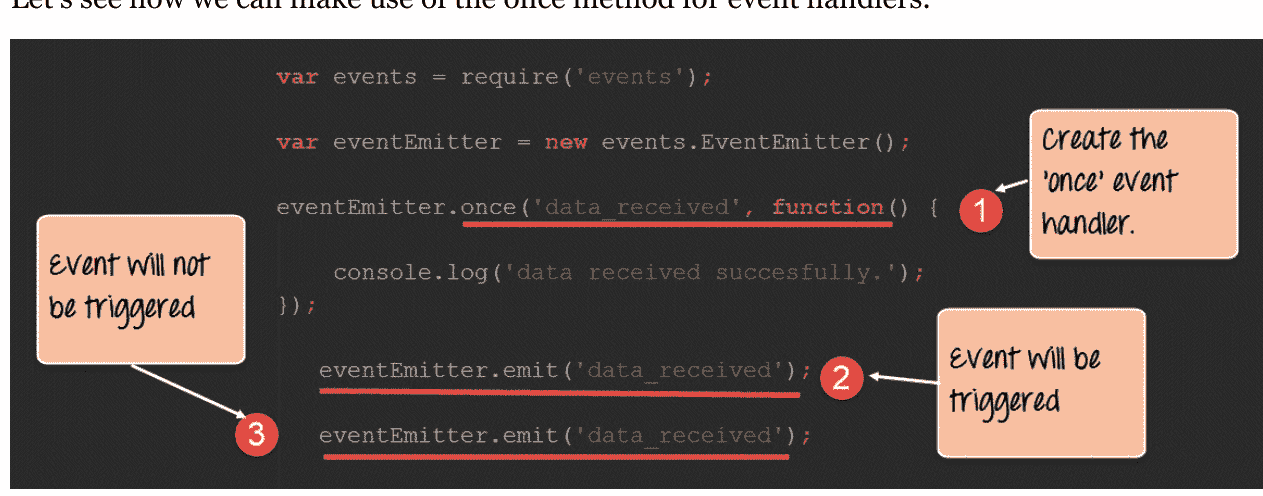 Let's see how we can make use of the once method for event handlers.
var events = require('events');
var eventEmitter = new events.EventEmitter();
eventEmitter.once('data_received', function() {
console.log('data received succesfully.');
});
eventEmitter.emit('data_received');
eventEmitter.emit('data_received');
Create the
'once' event
handler.
1
Event will be
triggered
2
Event will not
be triggered
3